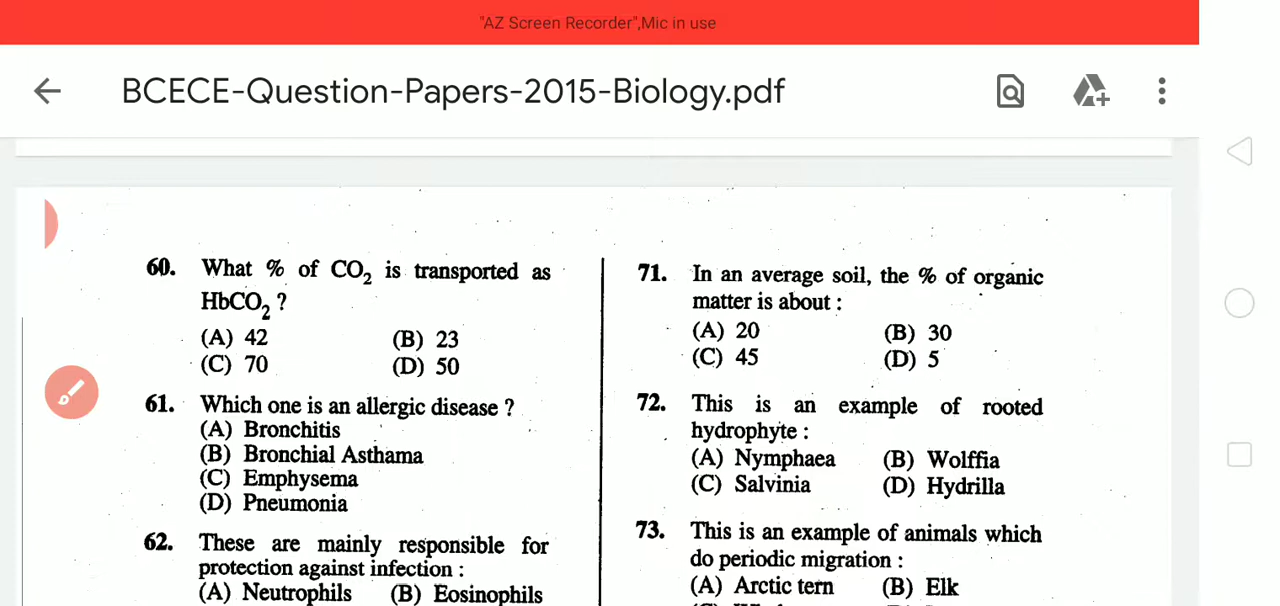 "AZ Screen Recorder",Mic in use
BCECE-Question-Papers-2015-Biology.pdf
60. What % of CO₂ is transported as
HbCO₂ ?
(A) 42 (B) 23
(C) 70 (D) 50
61. Which one is an allergic disease ?
(A) Bronchitis
(B) Bronchial Asthama
(C) Emphysema
(D) Pneumonia
62. These are mainly responsible for
protection against infection :
(A) Neutrophils (B) Eosinophils
71. In an average soil, the % of organic
matter is about :
(A) 20 (B) 30
(C) 45 (D) 5
72. This is an example of rooted
hydrophyte :
(A) Nymphaea (B) Wolffia
(C) Salvinia (D) Hydrilla
73. This is an example of animals which
do periodic migration :
(A) Arctic tern (B) Elk